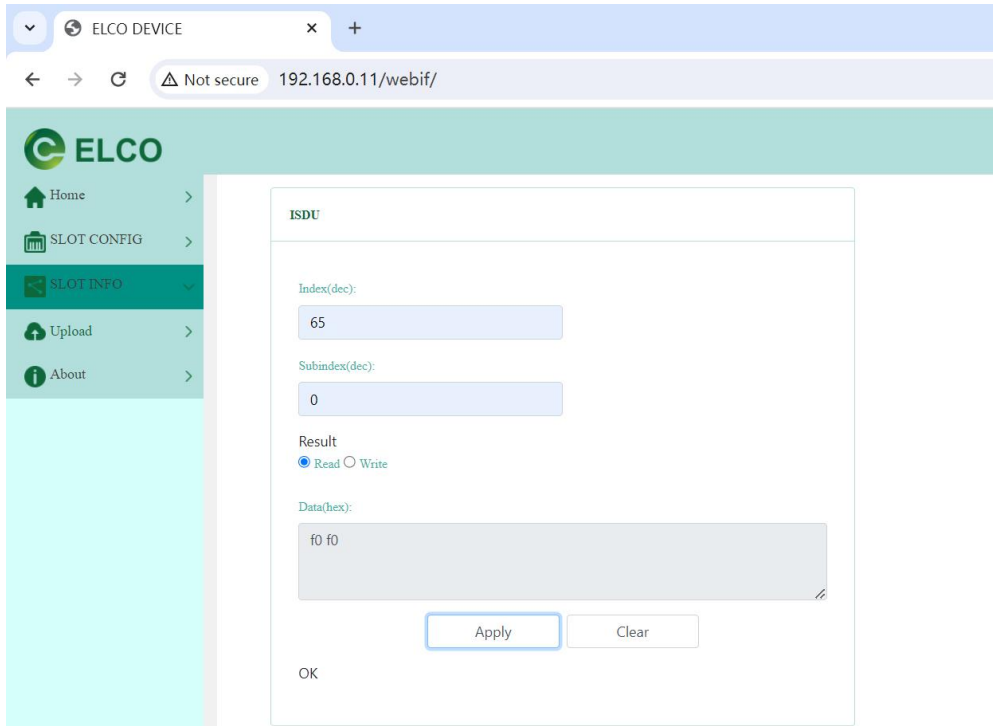 ELCO DEVICE
Not secure 192.168.0.11/webif/
ELCO
Home
SLOT CONFIG
SLOT INFO
Upload
About
ISDU
Index(dec):
65
Subindex(dec):
0
Result
Read Write
Data(hex):
f0 f0
Apply Clear
OK